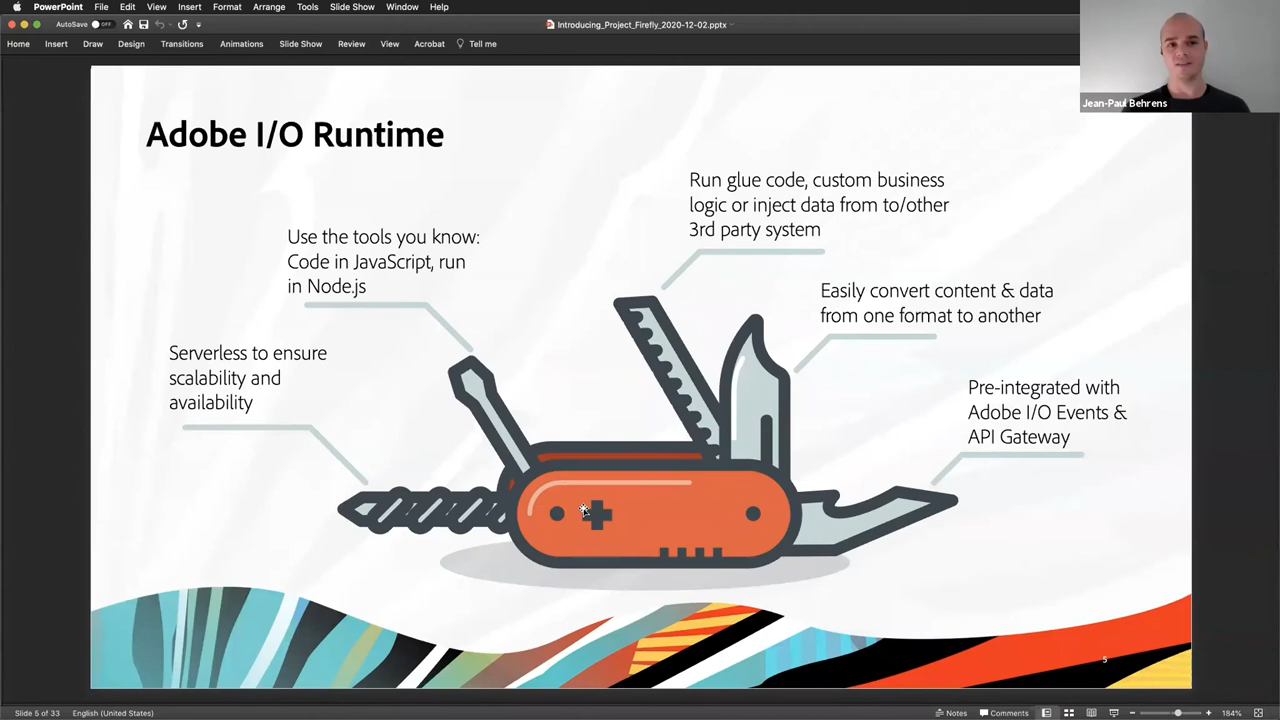 PowerPoint File Edit View Insert Format Arrange Tools Slide Show Window Help
AutoSave OFF
Introducing_Project_Firefly_2020-12-02.pptx
Home Insert Draw Design Transitions Animations Slide Show Review View Acrobat Tell me
Jean-Paul Behrens
Adobe I/O Runtime
Run glue code, custom business
logic or inject data from to/other
3rd party system
Use the tools you know:
Code in JavaScript, run
in Node.js
Easily convert content & data
from one format to another
Serverless to ensure
scalability and
availability
Pre-integrated with
Adobe I/O Events &
API Gateway
5
Slide 5 of 33 English (United States) Notes Comments 184%